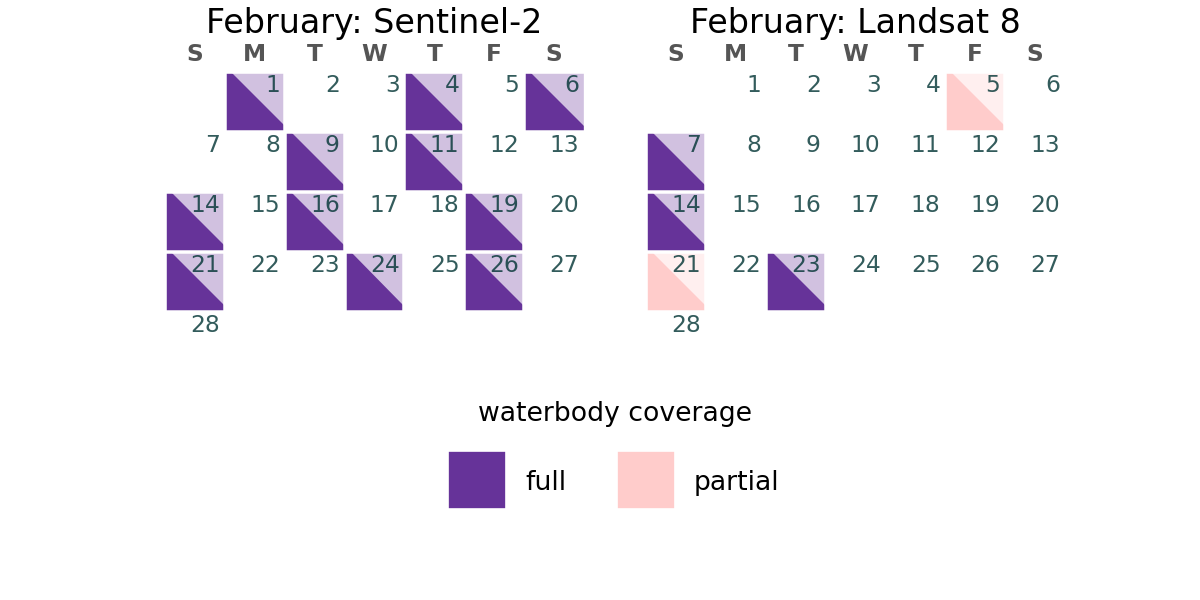 February: Sentinel-2
S M T W T F S
1 2 3 4 5 6
7 8 9 10 11 12 13
14 15 16 17 18 19 20
21 22 23 24 25 26 27
28
February: Landsat 8
S M T W T F S
1 2 3 4 5 6
7 8 9 10 11 12 13
14 15 16 17 18 19 20
21 22 23 24 25 26 27
28
waterbody coverage
full partial